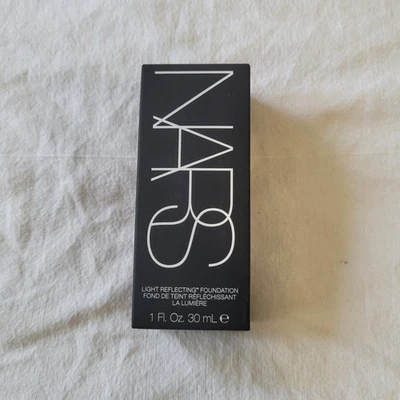 NARS
LIGHT REFLECTING™ FOUNDATION
FOND DE TEINT RÉFLÉCHISSANT
LA LUMIÈRE
1 Fl. Oz. 30 mL ℮